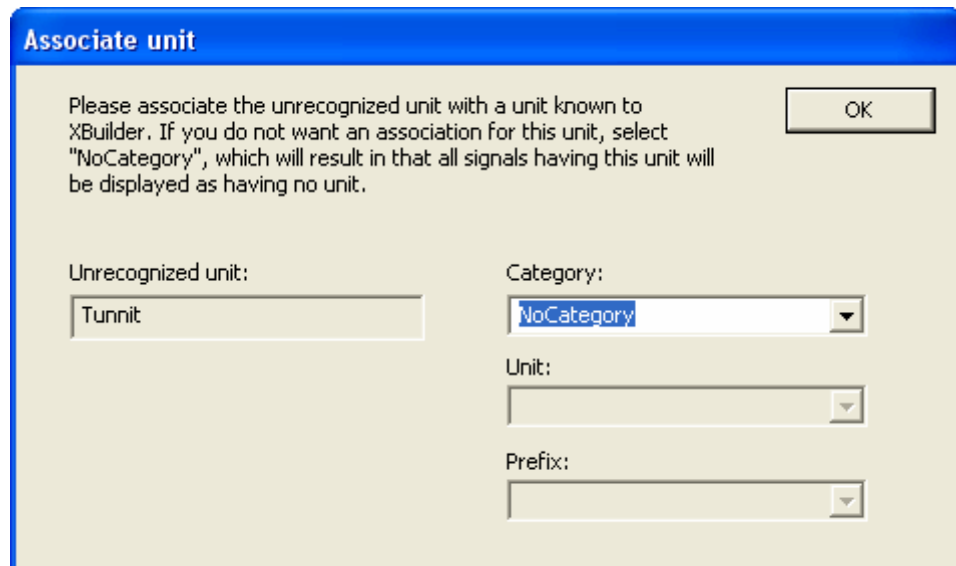 Associate unit
Please associate the unrecognized unit with a unit known to
XBuilder. If you do not want an association for this unit, select
"NoCategory", which will result in that all signals having this unit will
be displayed as having no unit.
OK
Unrecognized unit:
Tunnit
Category:
NoCategory
Unit:
Prefix: